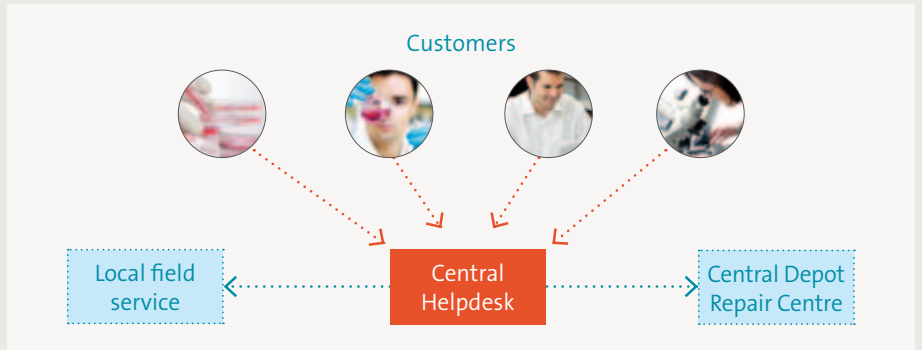 Customers
Local field
service
Central
Helpdesk
Central Depot
Repair Centre